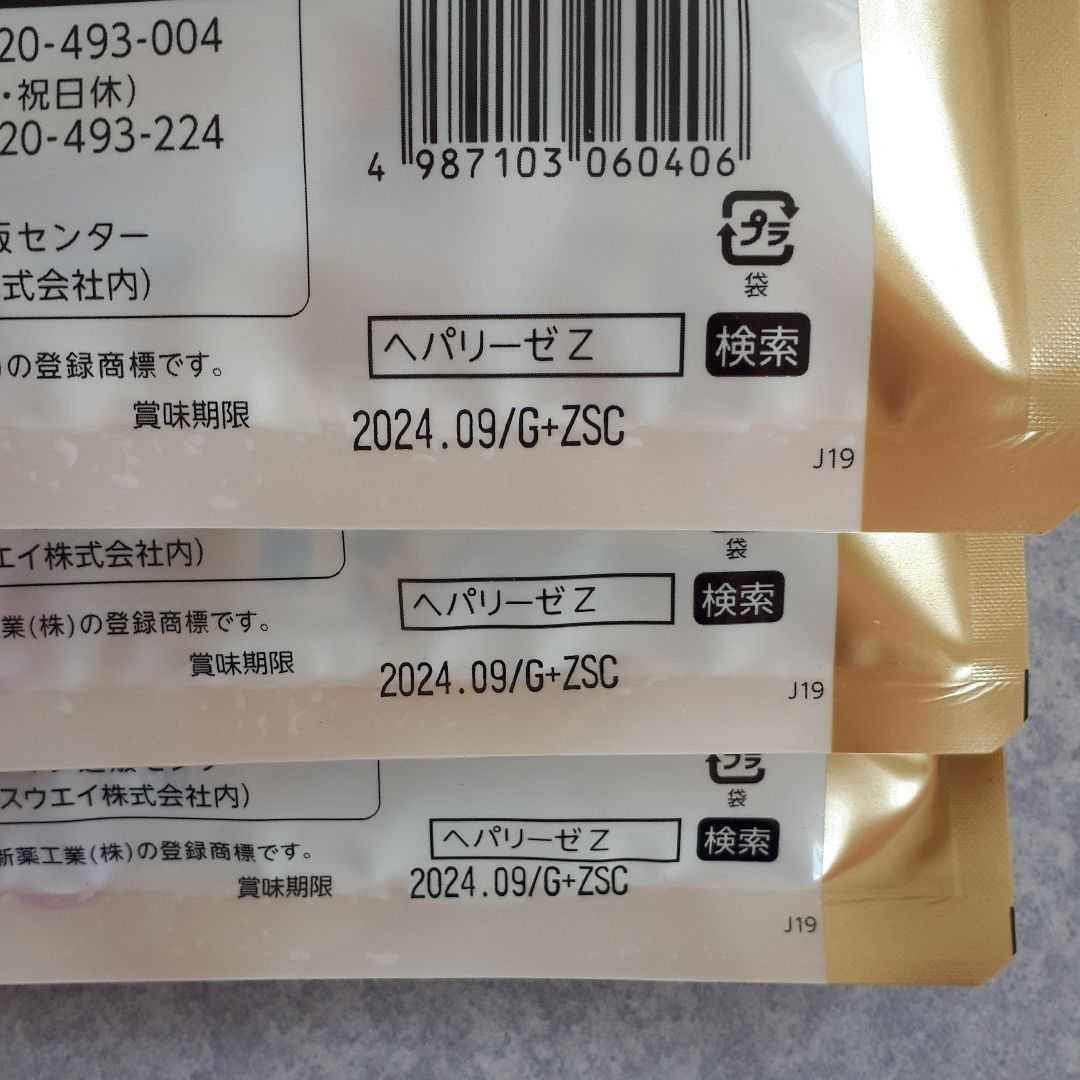 20-493-004
・祝日休)
20-493-224
販センター
式会社内)
の登録商標です。
賞味期限
4 987103 060406
プラ
袋
ヘパリーゼZ 検索
2024.09/G+ZSC
J19
エイ株式会社内)
業(株)の登録商標です。
賞味期限
袋
ヘパリーゼZ 検索
2024.09/G+ZSC
J19
スウエイ株式会社内)
新薬工業(株)の登録商標です。
賞味期限
プラ
袋
ヘパリーゼZ 検索
2024.09/G+ZSC
J19